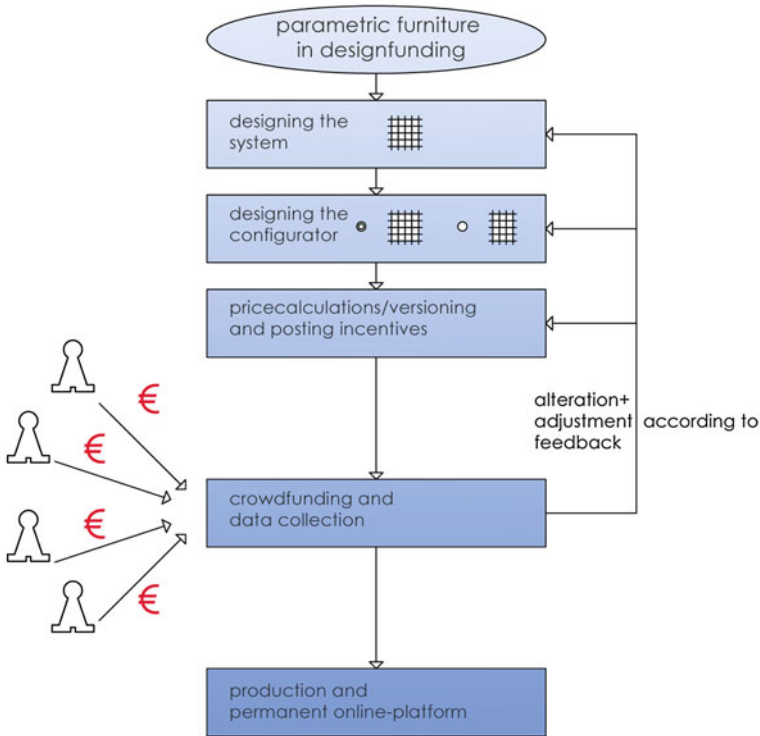 parametric furniture
in designfunding
designing the
system
designing the
configurator
pricecalculations/versioning
and posting incentives
€
€
€
€
alteration+
adjustment
feedback
according to
crowdfunding and
data collection
production and
permanent online-platform